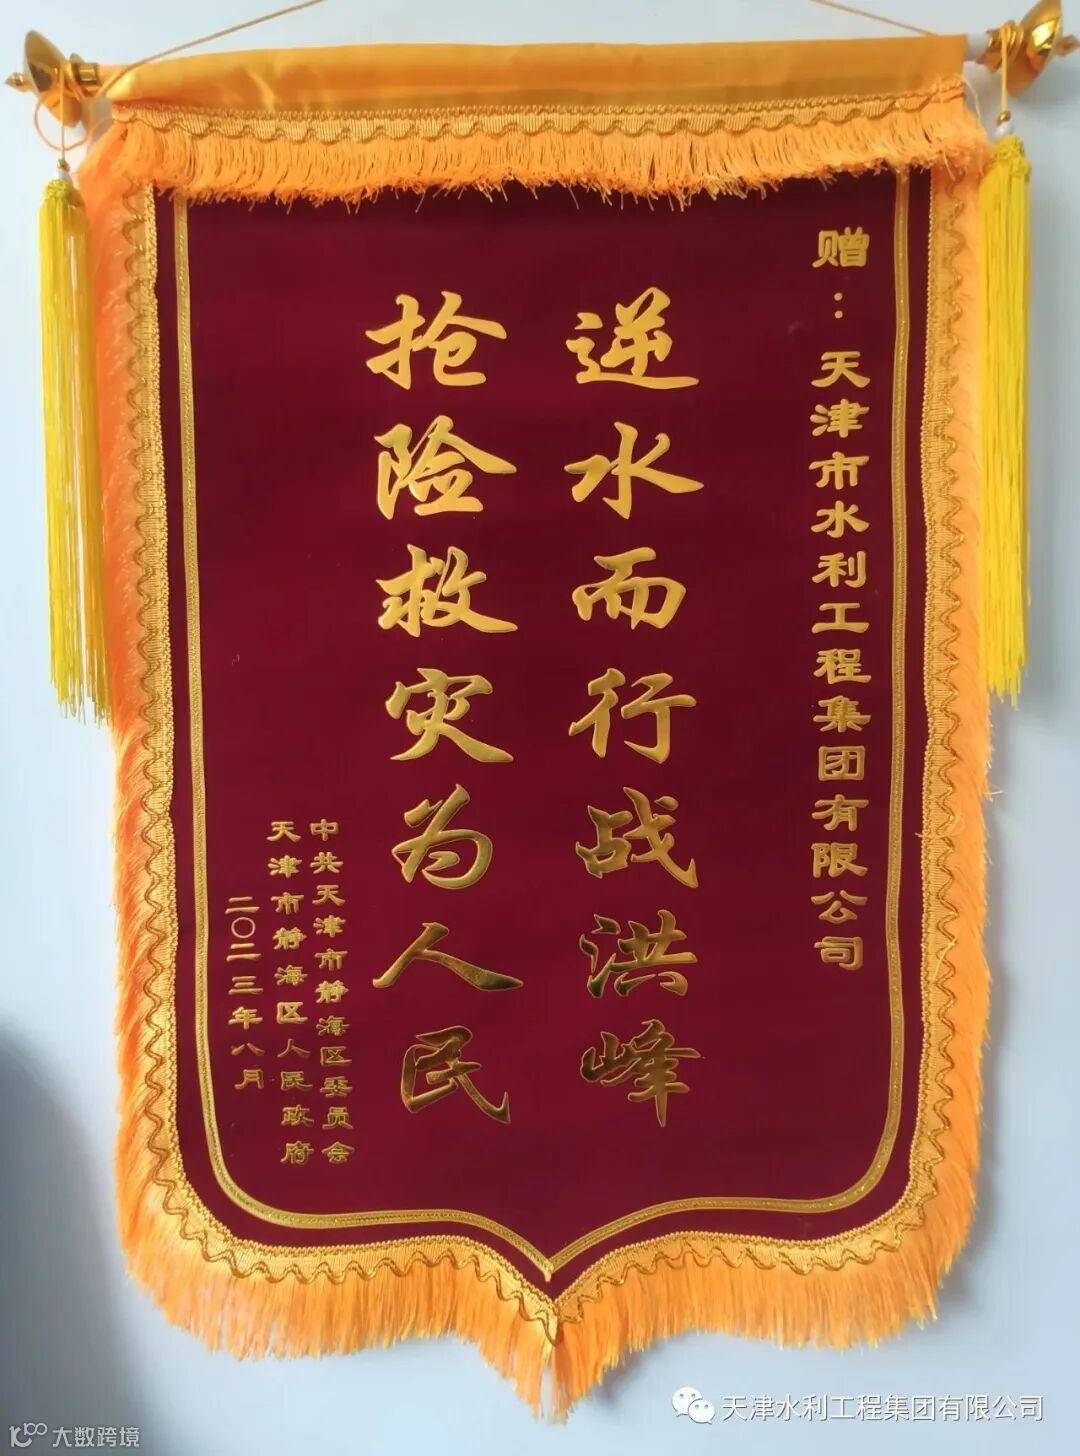 赠：天津市水利工程集团有限公司
逆水而行战洪峰
抢险救灾为人民
中共天津市静海区委员会
天津市静海区人民政府
二〇二三年八月
天津水利工程集团有限公司
大数跨境